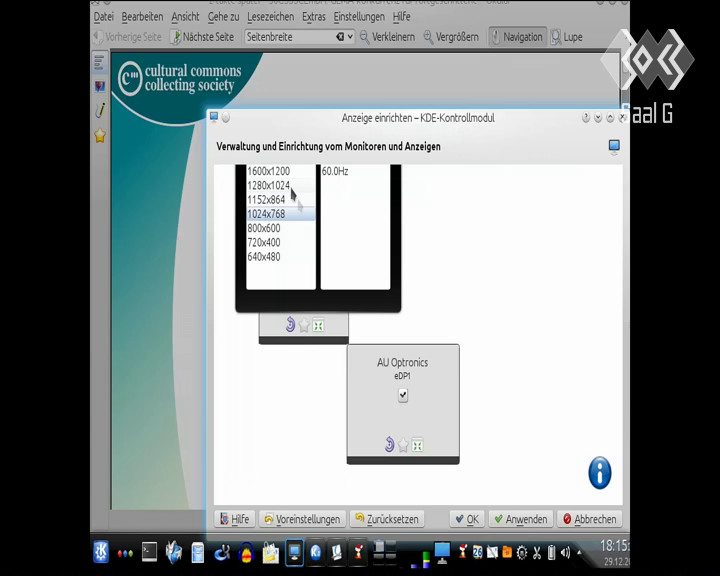 Datei Bearbeiten Ansicht Gehe zu Lesezeichen Extras Einstellungen Hilfe
Vorherige Seite Nächste Seite Seitenbreite Verkleinern Vergrößern Navigation Lupe
cultural commons
collecting society
Saal G
Anzeige einrichten – KDE-Kontrollmodul
Verwaltung und Einrichtung vom Monitoren und Anzeigen
1600x1200 60.0Hz
1280x1024
1152x864
1024x768
800x600
720x400
640x480
AU Optronics
eDP1
Hilfe Voreinstellungen Zurücksetzen OK Anwenden Abbrechen
18:15
29.12.2